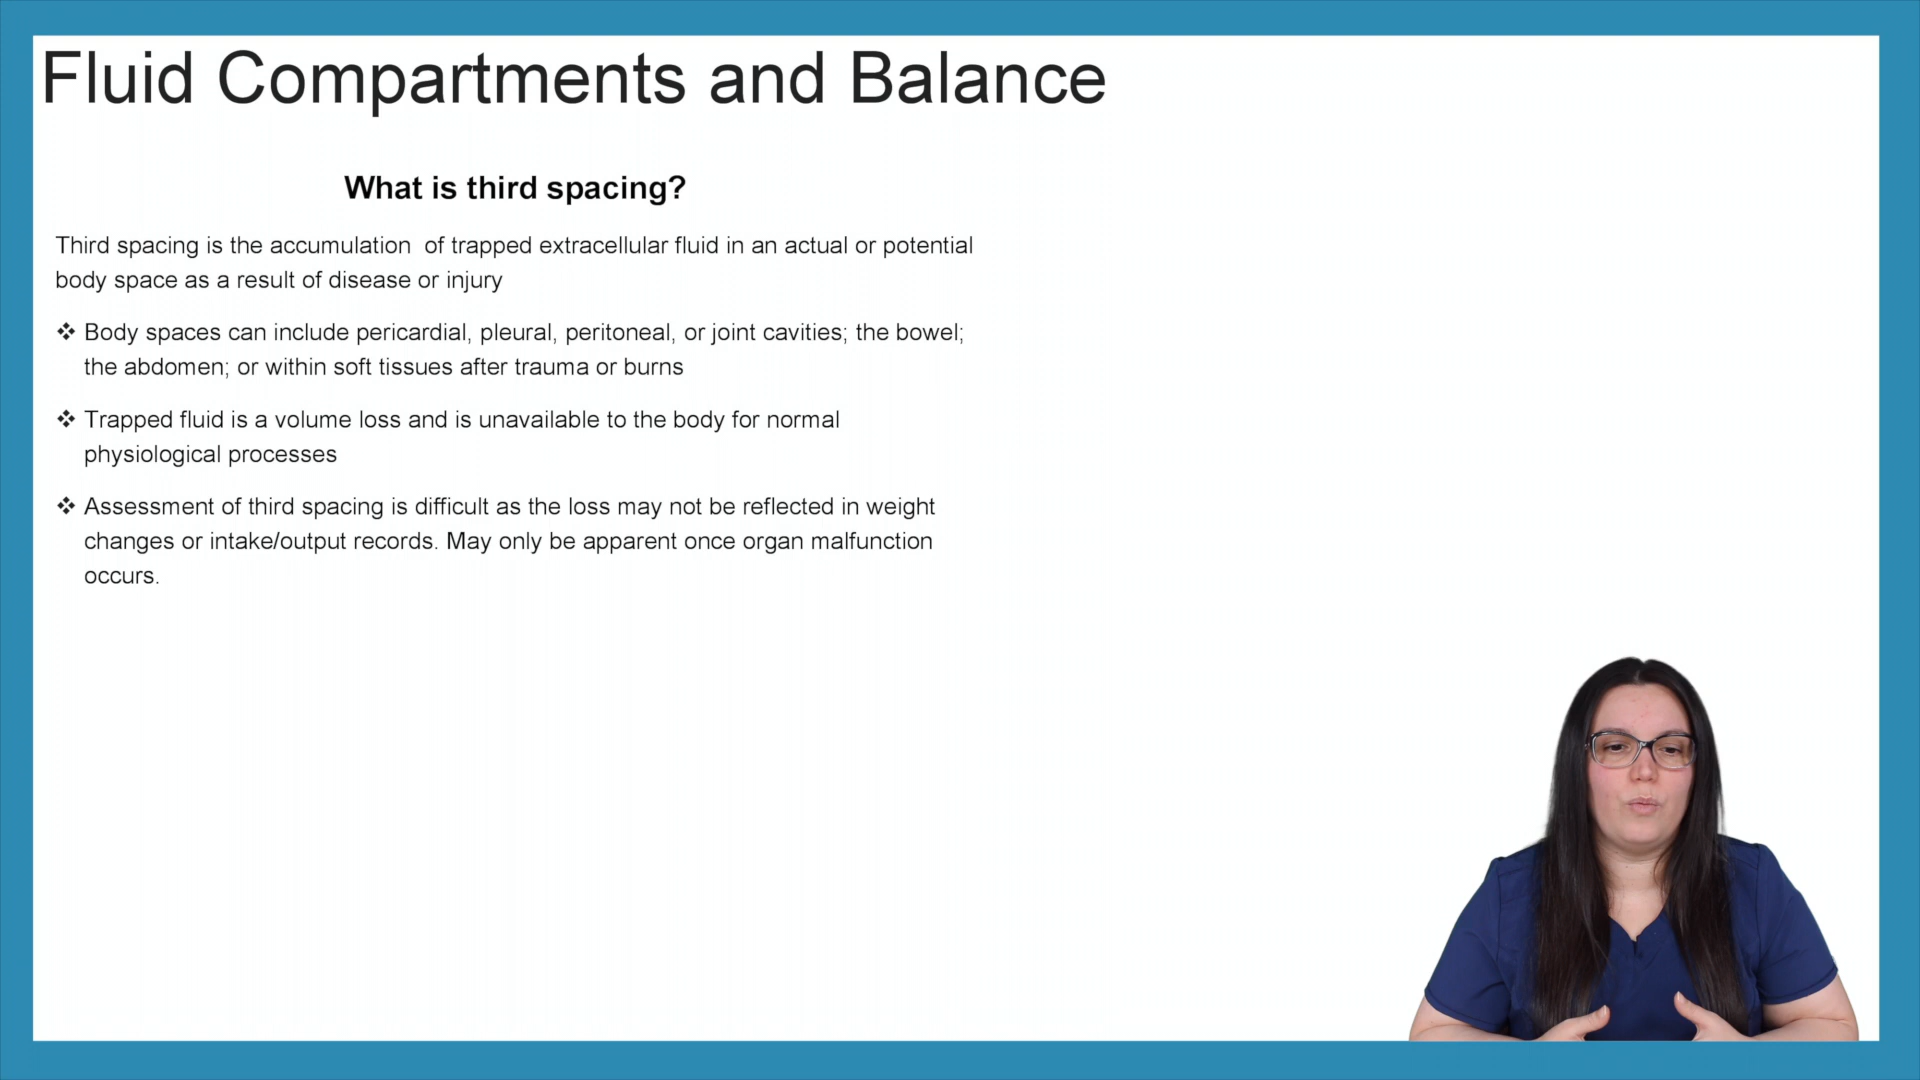 Fluid Compartments and Balance
What is third spacing?
Third spacing is the accumulation  of trapped extracellular fluid in an actual or potential
body space as a result of disease or injury
❖ Body spaces can include pericardial, pleural, peritoneal, or joint cavities; the bowel;
the abdomen; or within soft tissues after trauma or burns
❖ Trapped fluid is a volume loss and is unavailable to the body for normal
physiological processes
❖ Assessment of third spacing is difficult as the loss may not be reflected in weight
changes or intake/output records. May only be apparent once organ malfunction
occurs.